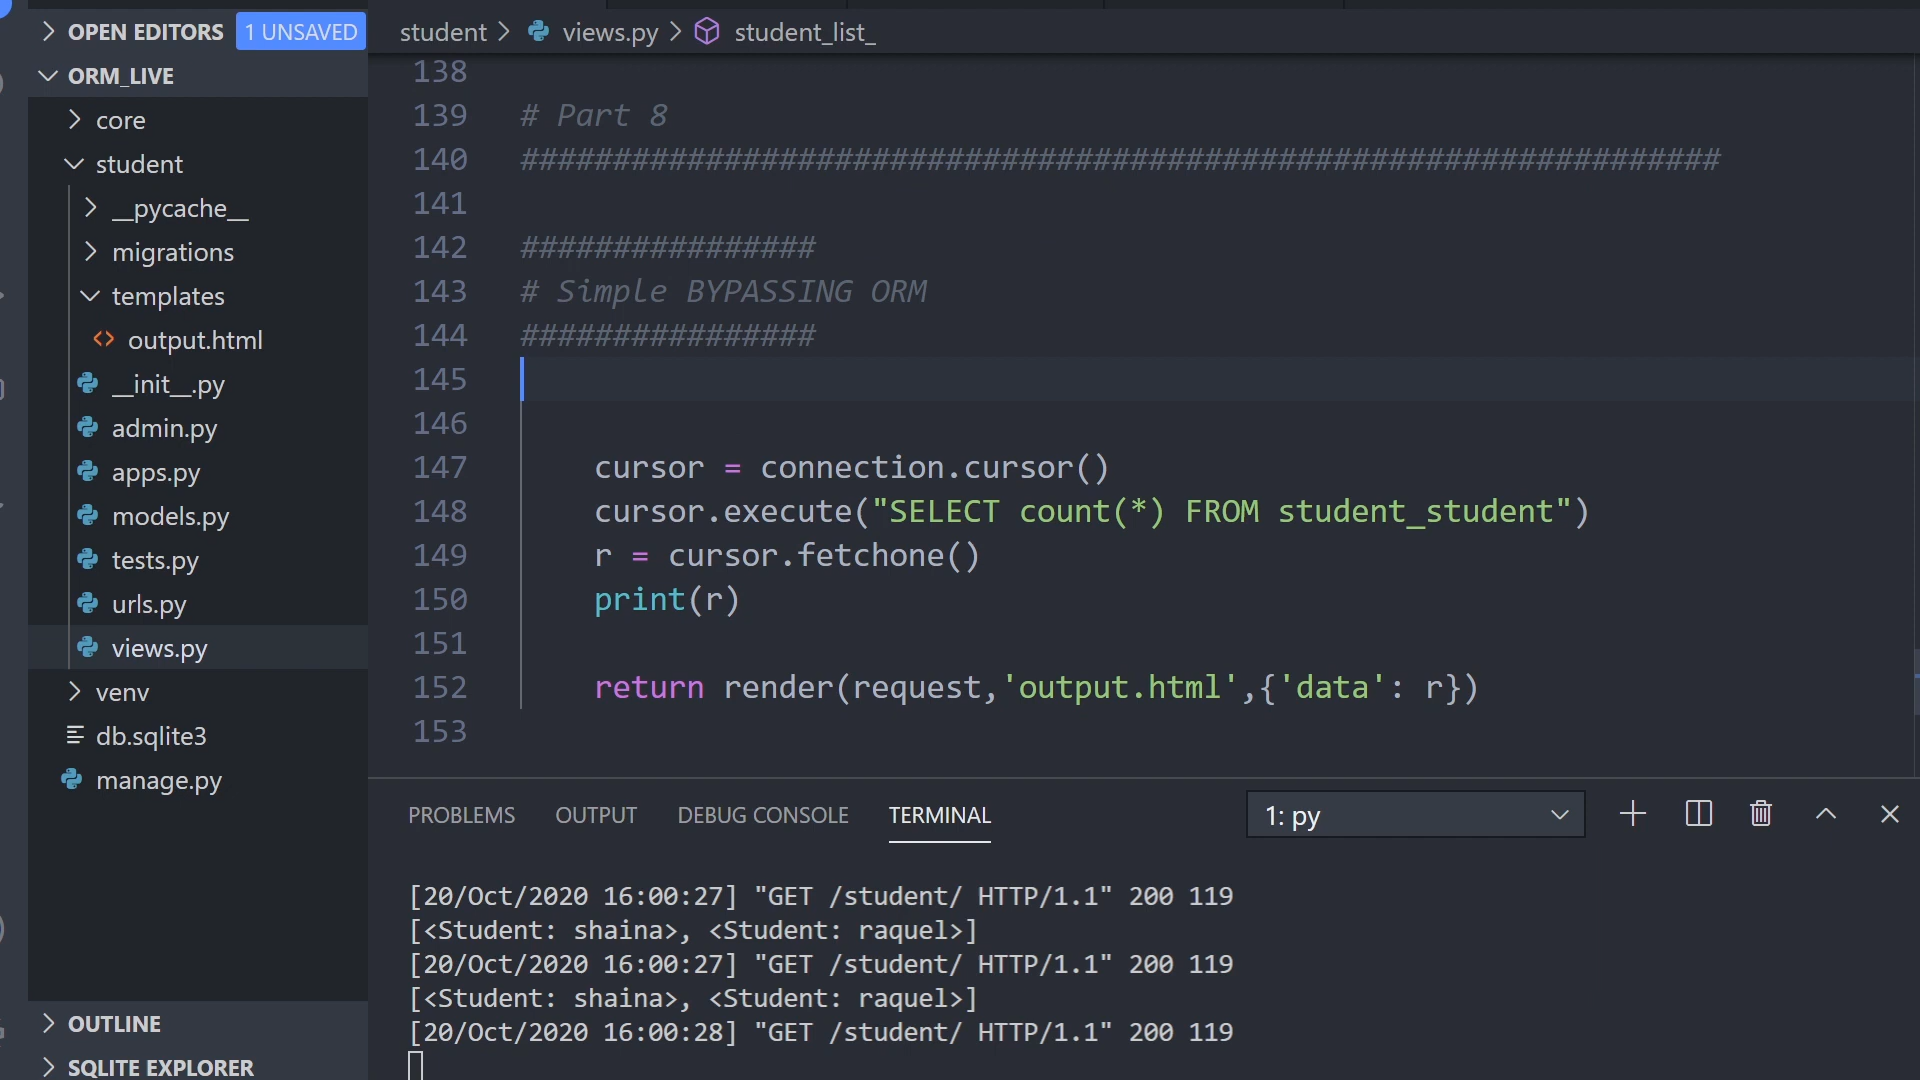 OPEN EDITORS 1 UNSAVED
ORM_LIVE
core
student
__pycache__
migrations
templates
output.html
__init__.py
admin.py
apps.py
models.py
tests.py
urls.py
views.py
venv
db.sqlite3
manage.py
OUTLINE
SQLITE EXPLORER
student > views.py > student_list_
138
139 # Part 8
140 #################################################################
141
142 ################
143 # Simple BYPASSING ORM
144 ################
145
146
147 cursor = connection.cursor()
148 cursor.execute("SELECT count(*) FROM student_student")
149 r = cursor.fetchone()
150 print(r)
151
152 return render(request,'output.html',{'data': r})
153
PROBLEMS OUTPUT DEBUG CONSOLE TERMINAL 1: py
[20/Oct/2020 16:00:27] "GET /student/ HTTP/1.1" 200 119
[<Student: shaina>, <Student: raquel>]
[20/Oct/2020 16:00:27] "GET /student/ HTTP/1.1" 200 119
[<Student: shaina>, <Student: raquel>]
[20/Oct/2020 16:00:28] "GET /student/ HTTP/1.1" 200 119